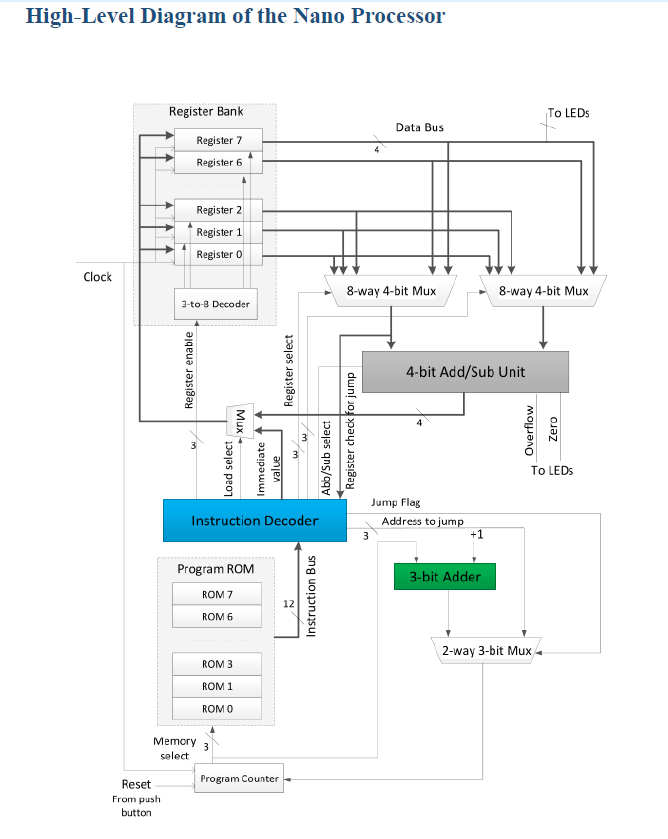 High-Level Diagram of the Nano Processor
Register Bank
To LEDs
Data Bus
Register 7
4
Register 6
Register 2
Register 1
Register 0
Clock
8-way 4-bit Mux
8-way 4-bit Mux
3-to-8 Decoder
Register enable
Register select
Register check for jump
4-bit Add/Sub Unit
Mux
4
Overflow
Zero
3
3
3
Load select
Immediate
value
Abb/Sub select
To LEDs
Jump Flag
Instruction Decoder
Address to jump
3
+1
Program ROM
3-bit Adder
ROM 7
12
Instruction Bus
ROM 6
2-way 3-bit Mux
ROM 3
ROM 1
ROM 0
Memory
select
3
Program Counter
Reset
From push
button